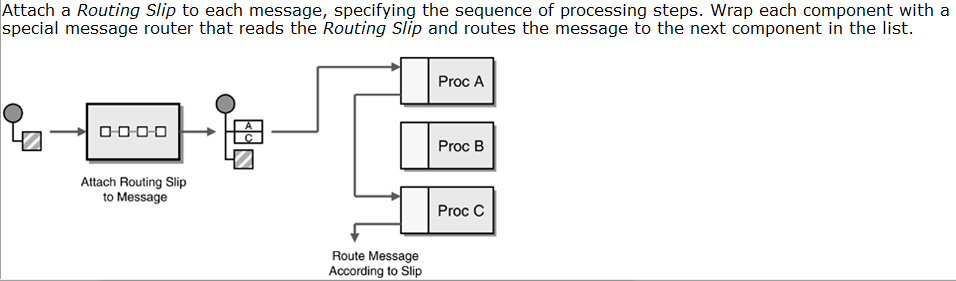 Attach a Routing Slip to each message, specifying the sequence of processing steps. Wrap each component with a
special message router that reads the Routing Slip and routes the message to the next component in the list.
Proc A
A
C
Proc B
Attach Routing Slip
to Message
Proc C
Route Message
According to Slip